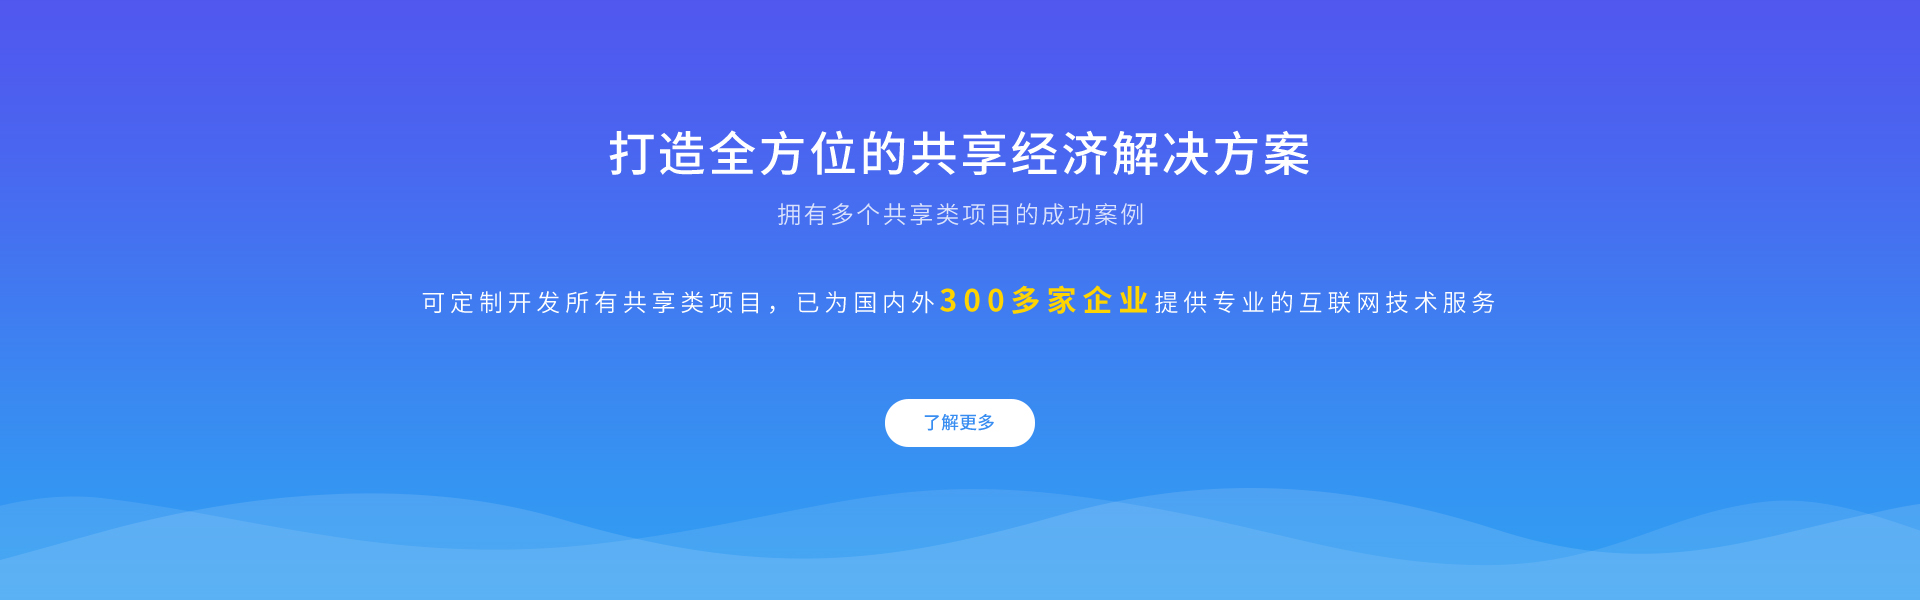 打造全方位的共享经济解决方案
拥有多个共享类项目的成功案例
可定制开发所有共享类项目，已为国内外300多家企业提供专业的互联网技术服务
了解更多